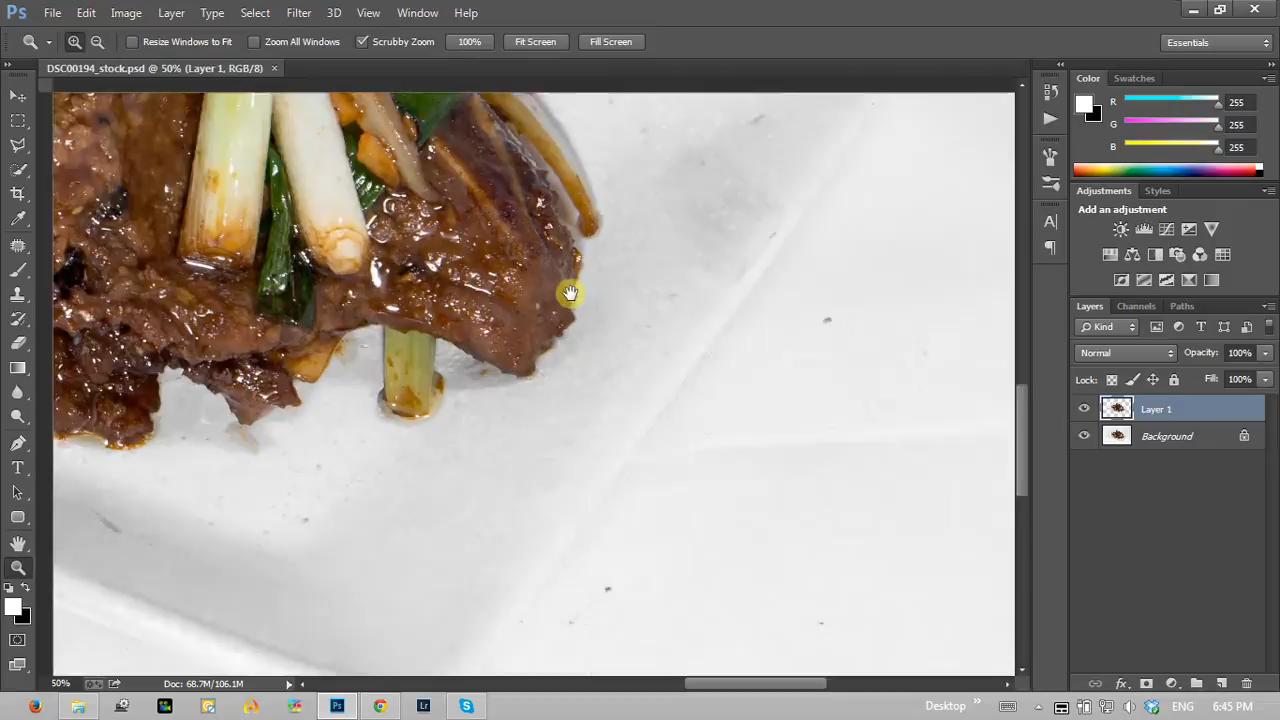 Ps File Edit Image Layer Type Select Filter 3D View Window Help
Resize Windows to Fit Zoom All Windows Scrubby Zoom 100% Fit Screen Fill Screen Essentials
DSC00194_stock.psd @ 50% (Layer 1, RGB/8) ×
Color Swatches
R 255
G 255
B 255
Adjustments Styles
Add an adjustment
Layers Channels Paths
Kind
Normal Opacity: 100%
Lock: Fill: 100%
Layer 1
Background
50% Doc: 68.7M/106.1M
Ps Lr Desktop ENG 6:45 PM